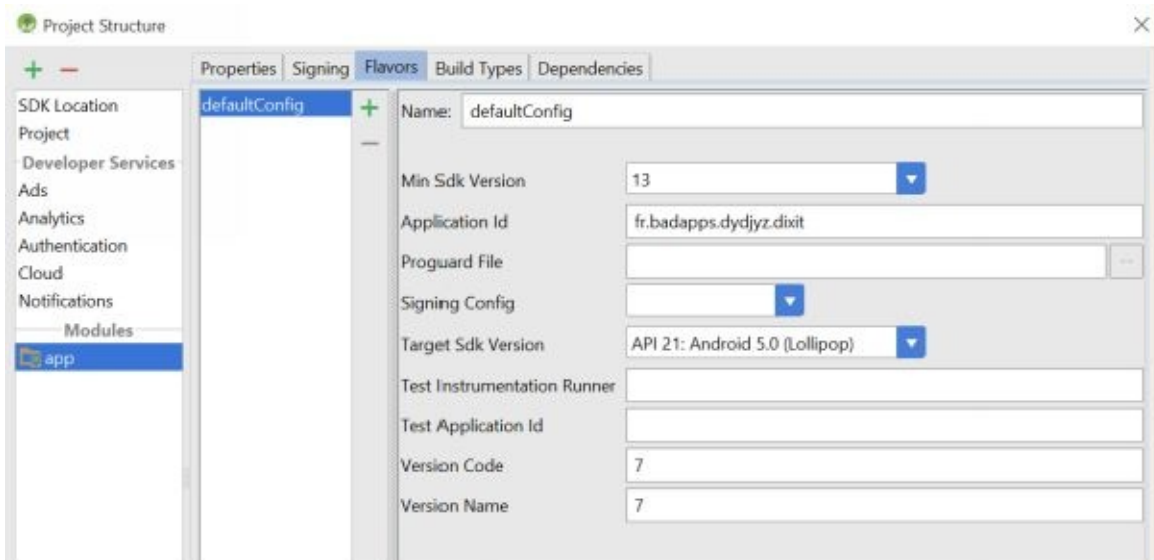 Project Structure
Properties Signing Flavors Build Types Dependencies
SDK Location
Project
Developer Services
Ads
Analytics
Authentication
Cloud
Notifications
Modules
app
defaultConfig
Name: defaultConfig
Min Sdk Version 13
Application Id fr.badapps.dydjyz.dixit
Proguard File
Signing Config
Target Sdk Version API 21: Android 5.0 (Lollipop)
Test Instrumentation Runner
Test Application Id
Version Code 7
Version Name 7